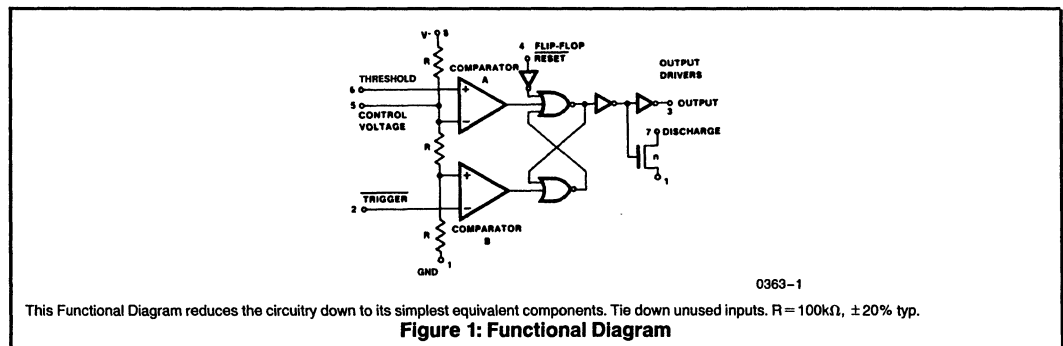 V- 8
R
THRESHOLD
6
5
CONTROL
VOLTAGE
COMPARATOR
A
+
−
4 FLIP-FLOP
RESET
OUTPUT
DRIVERS
OUTPUT
3
7 DISCHARGE
n
1
R
+
−
TRIGGER
2
R
COMPARATOR
B
GND 1
0363–1
This Functional Diagram reduces the circuitry down to its simplest equivalent components. Tie down unused inputs. R = 100kΩ, ±20% typ.
Figure 1: Functional Diagram